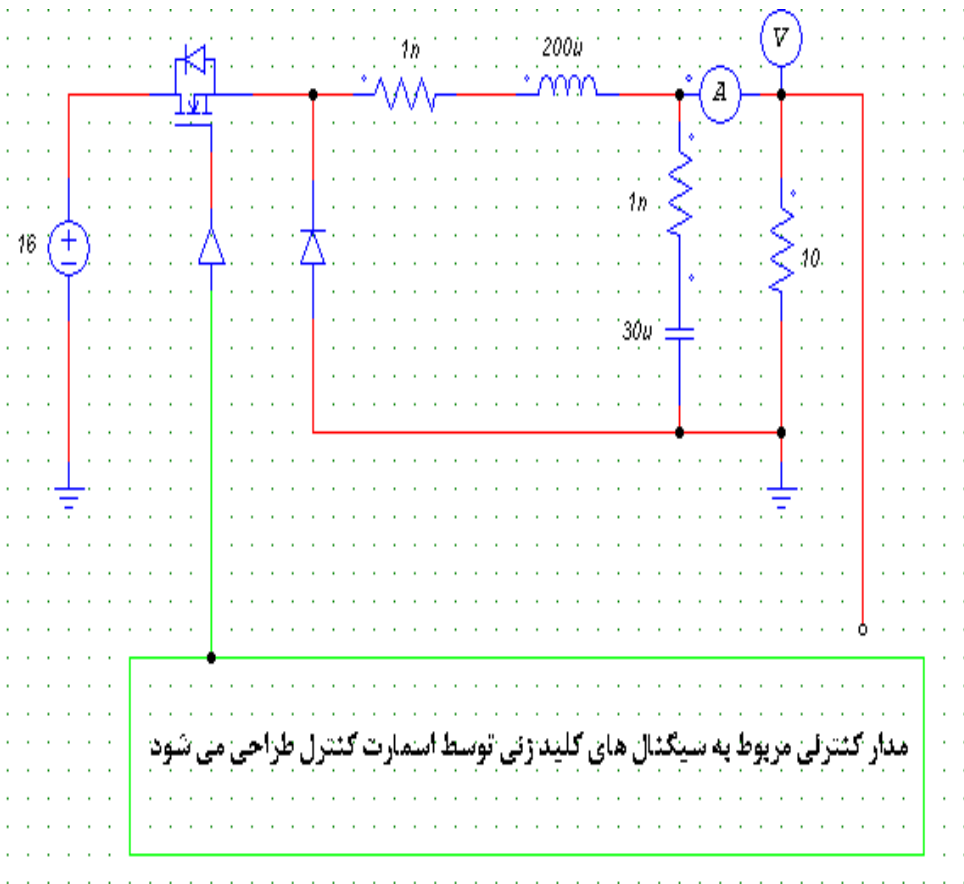 1n
200u
V
A
16
1n
10
30u
مدار کنترلی مربوط به سیگنال های کلید زنی توسط اسمارت کنترل طراحی می شود